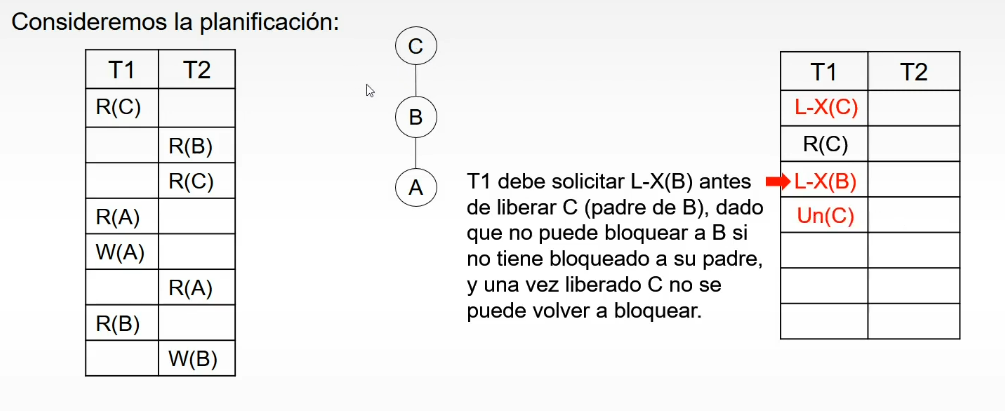 Consideremos la planificación:
T1 T2
R(C)
R(B)
R(C)
R(A)
W(A)
R(A)
R(B)
W(B)
C
B
A
T1 debe solicitar L-X(B) antes
de liberar C (padre de B), dado
que no puede bloquear a B si
no tiene bloqueado a su padre,
y una vez liberado C no se
puede volver a bloquear.
T1 T2
L-X(C)
R(C)
L-X(B)
Un(C)